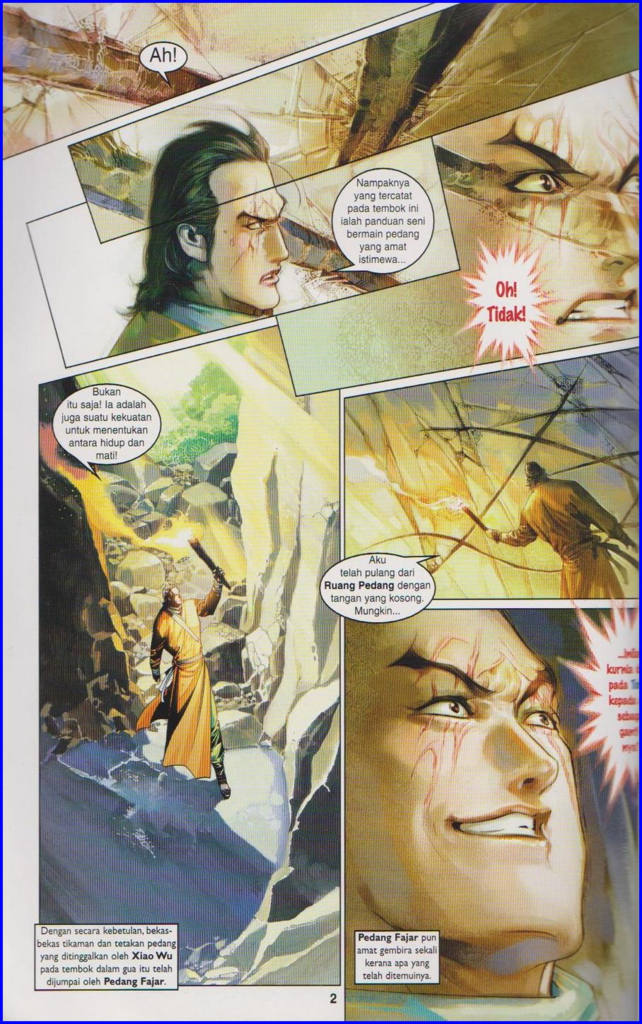 Ah!
Nampaknya
yang tercatat
pada tembok ini
ialah panduan seni
bermain pedang
yang amat
istimewa...
Oh!
Tidak!
Bukan
itu saja! Ia adalah
juga suatu kekuatan
untuk menentukan
antara hidup dan
mati!
Aku
telah pulang dari
Ruang Pedang dengan
tangan yang kosong.
Mungkin...
kurnia
pada
kepada
Dengan secara kebetulan, bekas-
bekas tikaman dan tetakan pedang
yang ditinggalkan oleh Xiao Wu
pada tembok dalam gua itu telah
dijumpai oleh Pedang Fajar.
Pedang Fajar pun
amat gembira sekali
kerana apa yang
telah ditemuinya.
2